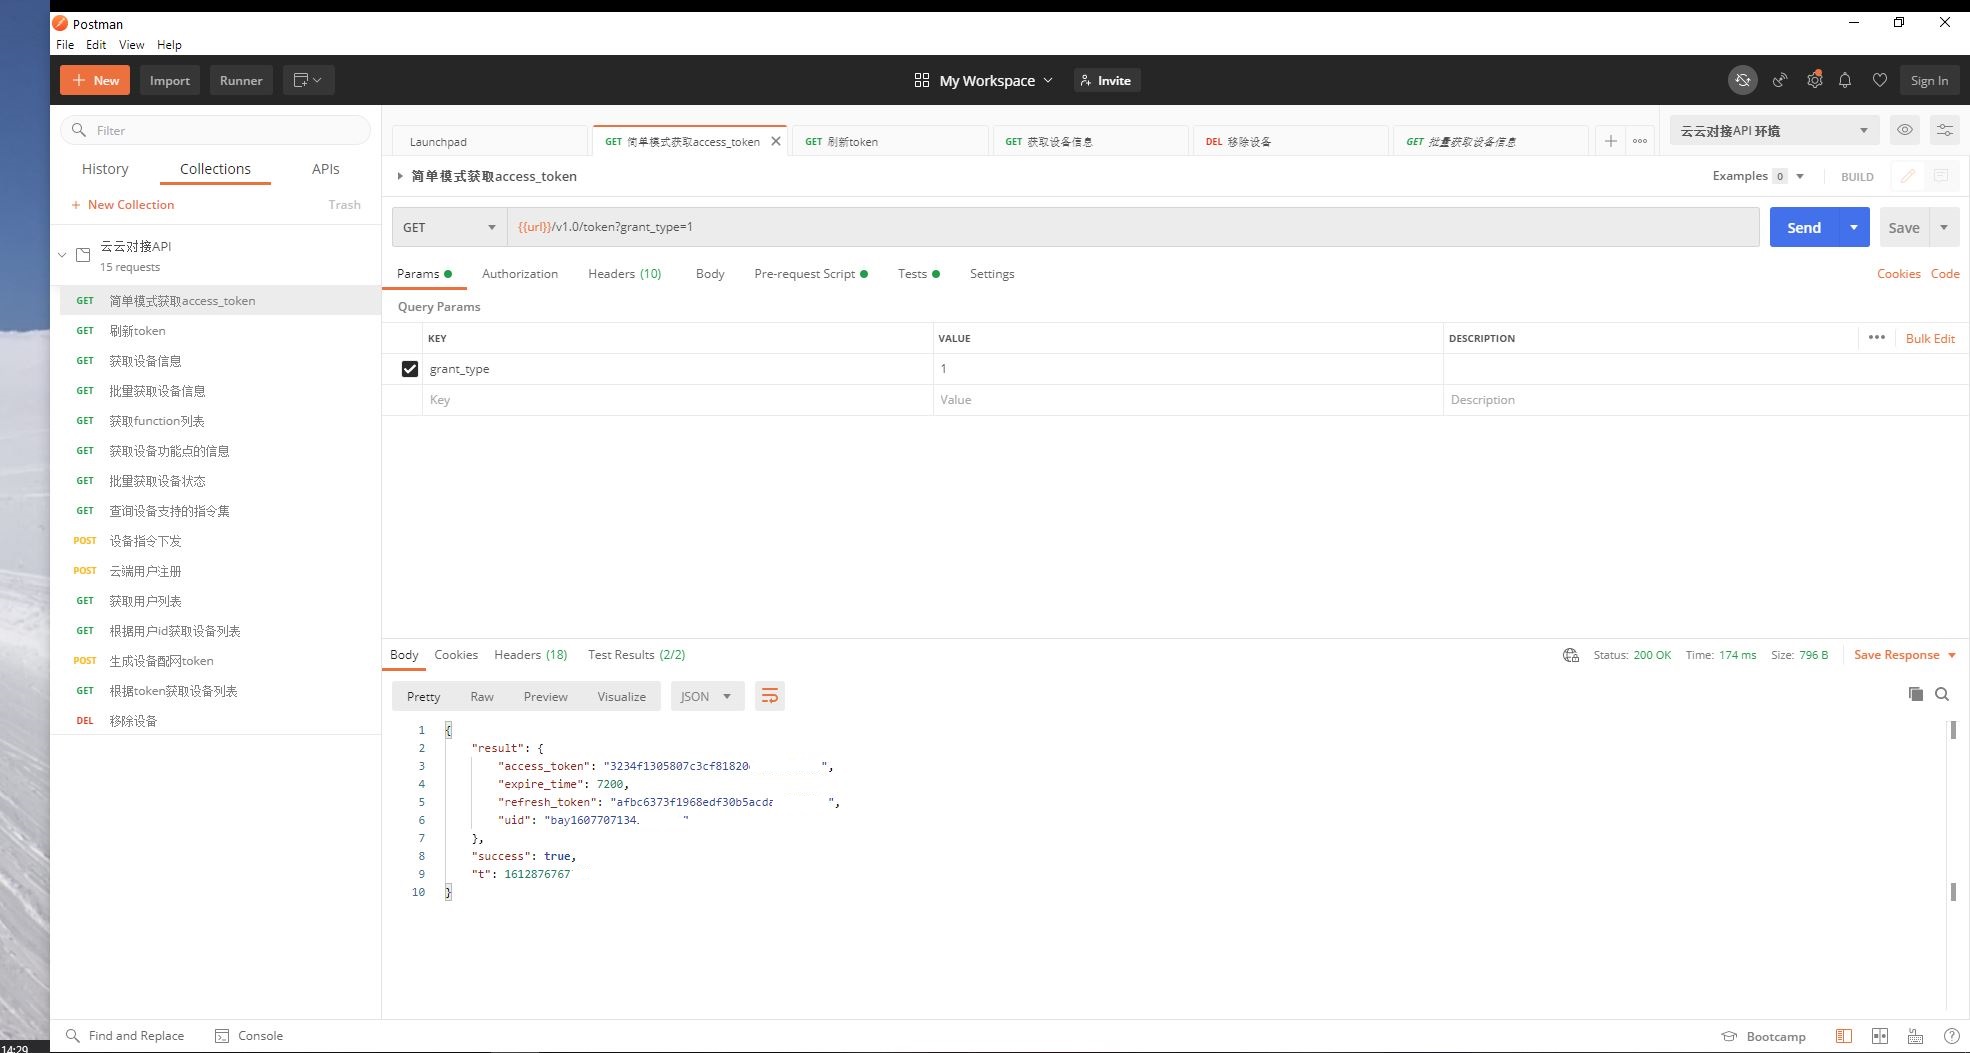 Postman
File Edit View Help
New Import Runner My Workspace Invite Sign In
Filter
History Collections APIs
+ New Collection Trash
云云对接API
15 requests
GET 简单模式获取access_token
GET 刷新token
GET 获取设备信息
GET 批量获取设备信息
GET 获取function列表
GET 获取设备功能点的信息
GET 批量获取设备状态
GET 查询设备支持的指令集
POST 设备指令下发
POST 云端用户注册
GET 获取用户列表
GET 根据用户id获取设备列表
POST 生成设备配网token
GET 根据token获取设备列表
DEL 移除设备
Launchpad GET 简单模式获取access_token GET 刷新token GET 获取设备信息 DEL 移除设备 GET 批量获取设备信息 云云对接API 环境
简单模式获取access_token Examples 0 BUILD
GET {{url}}/v1.0/token?grant_type=1 Send Save
Params Authorization Headers (10) Body Pre-request Script Tests Settings Cookies Code
Query Params
KEY VALUE DESCRIPTION Bulk Edit
grant_type 1
Key Value Description
Body Cookies Headers (18) Test Results (2/2) Status: 200 OK Time: 174 ms Size: 796 B Save Response
Pretty Raw Preview Visualize JSON
1 {
2 "result": {
3 "access_token": "3234f1305807c3cf81820 ",
4 "expire_time": 7200,
5 "refresh_token": "afbc6373f1968edf30b5acda ",
6 "uid": "bay1607707134. "
7 },
8 "success": true,
9 "t": 1612876767
10 }
Find and Replace Console Bootcamp
14:29